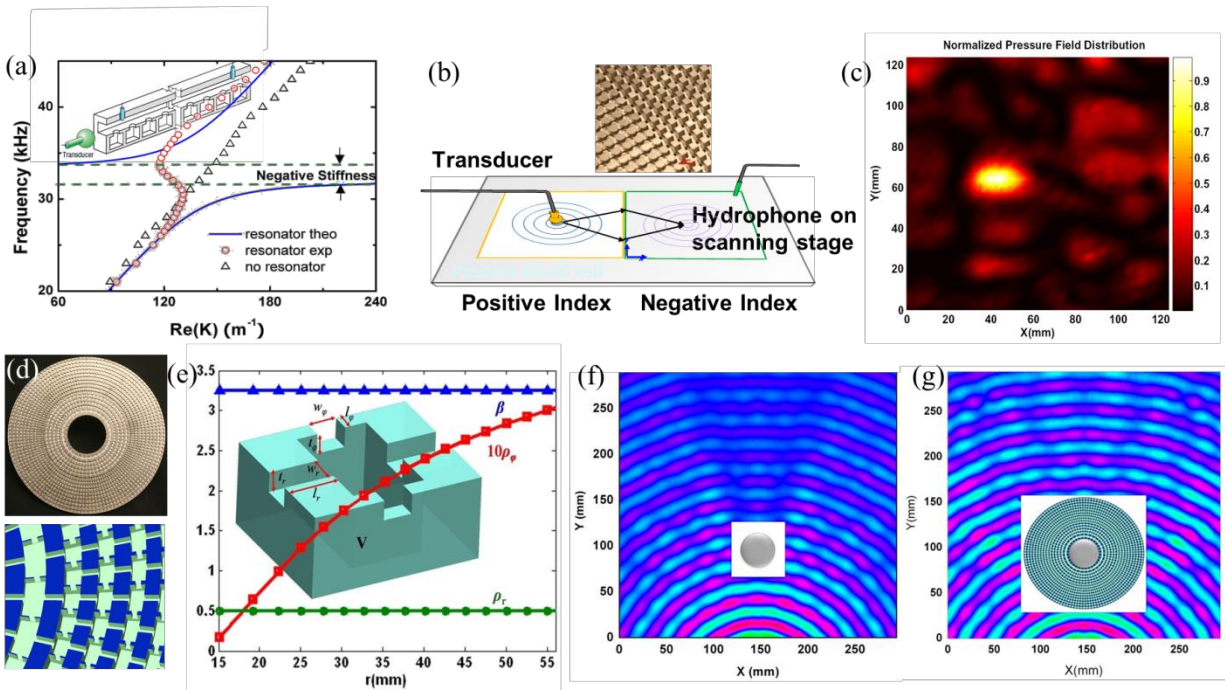 (a)
40
30
20
Frequency (kHz)
Transducer
Negative Stiffness
resonator theo
resonator exp
no resonator
60
120
180
240
Re(K) (m⁻¹)
(b)
Transducer
Hydrophone on
scanning stage
Positive Index
Negative Index
(c)
Normalized Pressure Field Distribution
120
100
80
60
40
20
0
Y(mm)
0
20
40
60
80
100
120
X(mm)
0.9
0.8
0.7
0.6
0.5
0.4
0.3
0.2
0.1
(d)
(e)
3.5
3
2.5
2
1.5
1
0.5
0
β
10ρφ
ρr
wφ
lφ
tφ
wr
tr
lr
V
15
20
25
30
35
40
45
50
55
r(mm)
(f)
250
200
150
100
50
0
Y (mm)
0
50
100
150
200
250
X (mm)
(g)
250
200
150
100
50
0
Y(mm)
0
50
100
150
200
250
X(mm)